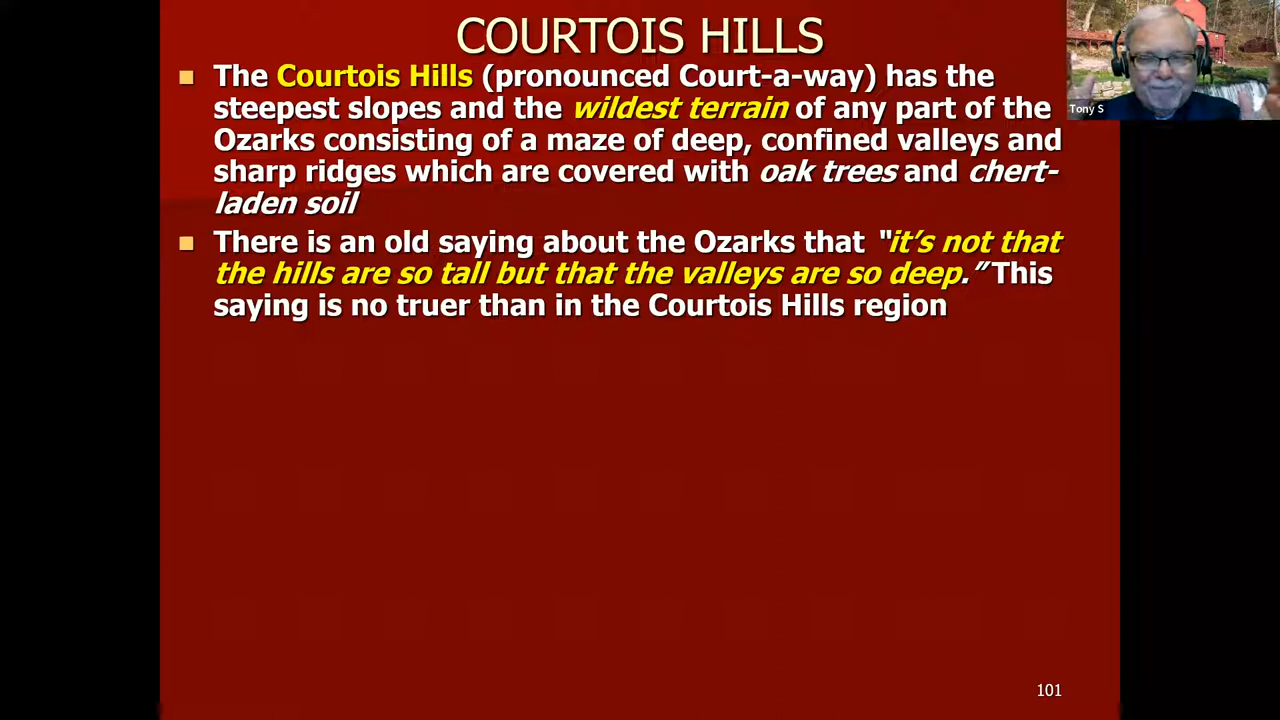 COURTOIS HILLS
The Courtois Hills (pronounced Court-a-way) has the
steepest slopes and the wildest terrain of any part of the
Ozarks consisting of a maze of deep, confined valleys and
sharp ridges which are covered with oak trees and chert-
laden soil
There is an old saying about the Ozarks that "it’s not that
the hills are so tall but that the valleys are so deep.” This
saying is no truer than in the Courtois Hills region
Tony S
101